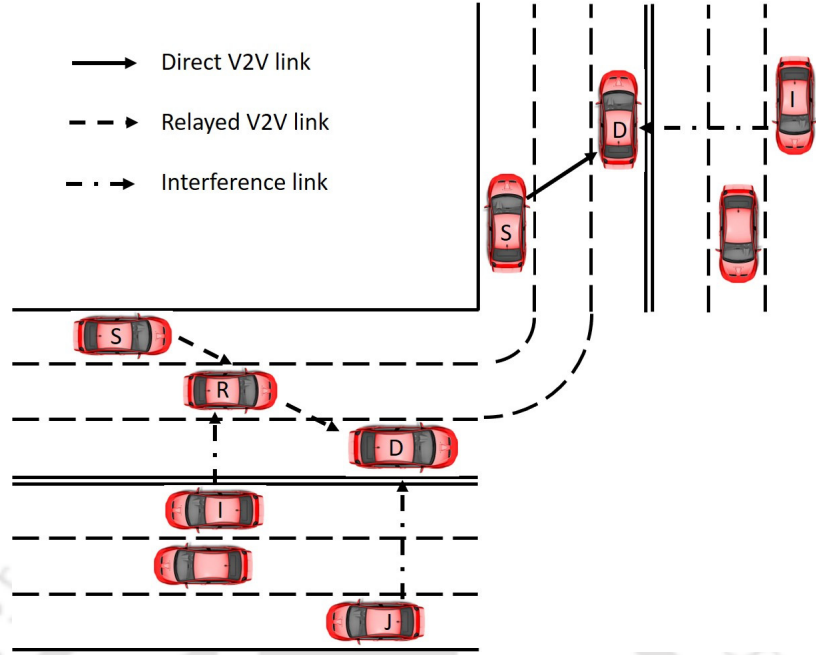 Direct V2V link
Relayed V2V link
Interference link
I
D
S
S
R
D
I
J